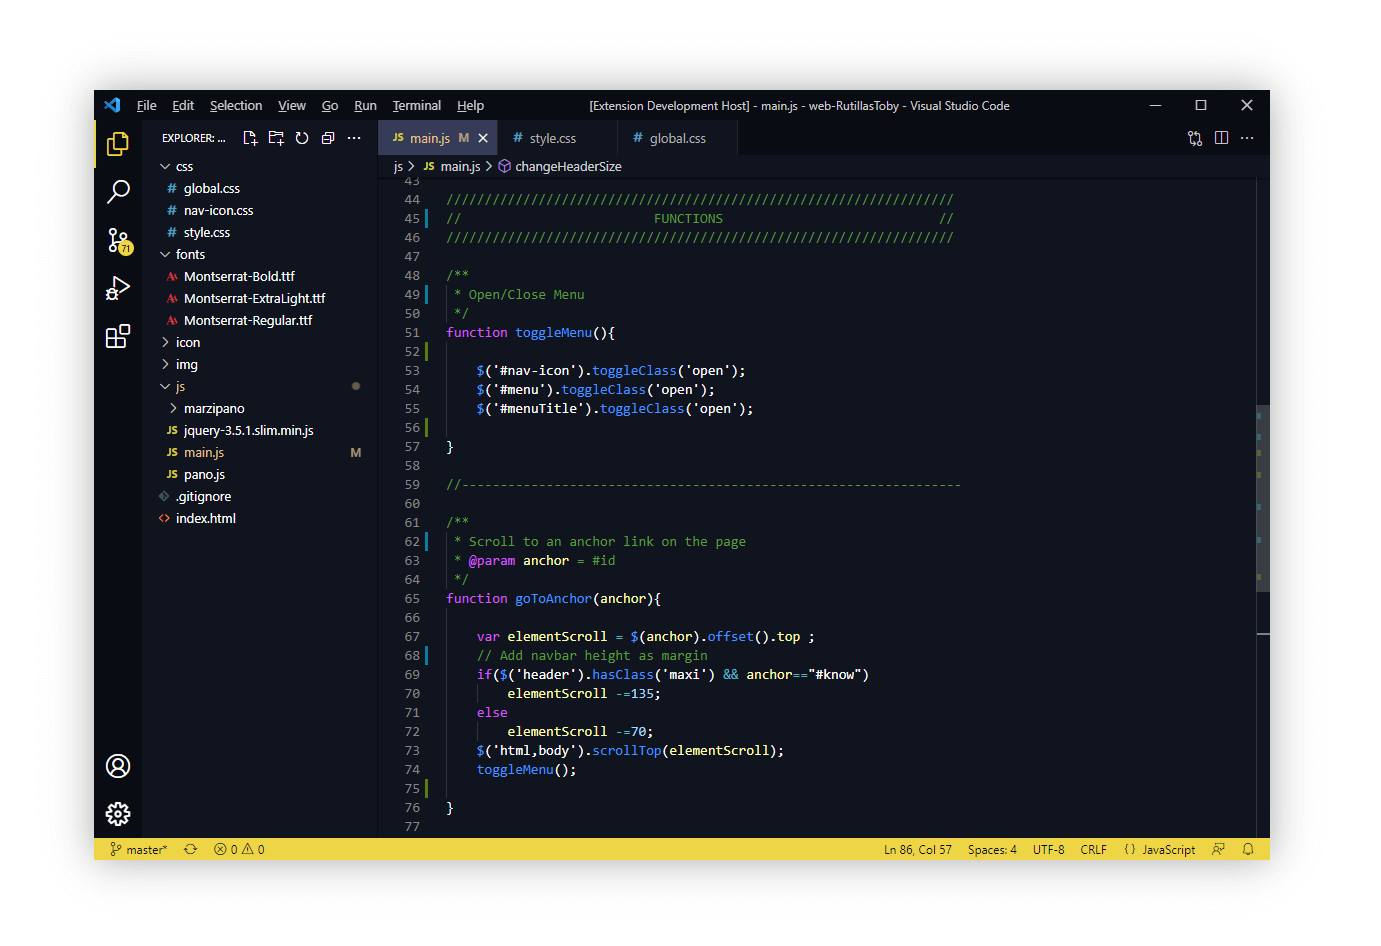 File Edit Selection View Go Run Terminal Help [Extension Development Host] - main.js - web-RutillasToby - Visual Studio Code
EXPLORER: ...
css
# global.css
# nav-icon.css
# style.css
fonts
Montserrat-Bold.ttf
Montserrat-ExtraLight.ttf
Montserrat-Regular.ttf
icon
img
js
marzipano
JS jquery-3.5.1.slim.min.js
JS main.js M
JS pano.js
.gitignore
<> index.html
71
JS main.js M # style.css # global.css
js > JS main.js > changeHeaderSize
43
44 //////////////////////////////////////////////////////////////////
45 // FUNCTIONS //
46 //////////////////////////////////////////////////////////////////
47
48 /**
49 * Open/Close Menu
50 */
51 function toggleMenu(){
52
53 $('#nav-icon').toggleClass('open');
54 $('#menu').toggleClass('open');
55 $('#menuTitle').toggleClass('open');
56
57 }
58
59 //-----------------------------------------------------------------
60
61 /**
62 * Scroll to an anchor link on the page
63 * @param anchor = #id
64 */
65 function goToAnchor(anchor){
66
67 var elementScroll = $(anchor).offset().top ;
68 // Add navbar height as margin
69 if($('header').hasClass('maxi') && anchor=="#know")
70 elementScroll -=135;
71 else
72 elementScroll -=70;
73 $('html,body').scrollTop(elementScroll);
74 toggleMenu();
75
76 }
77
master* 0 0 Ln 86, Col 57 Spaces: 4 UTF-8 CRLF {} JavaScript